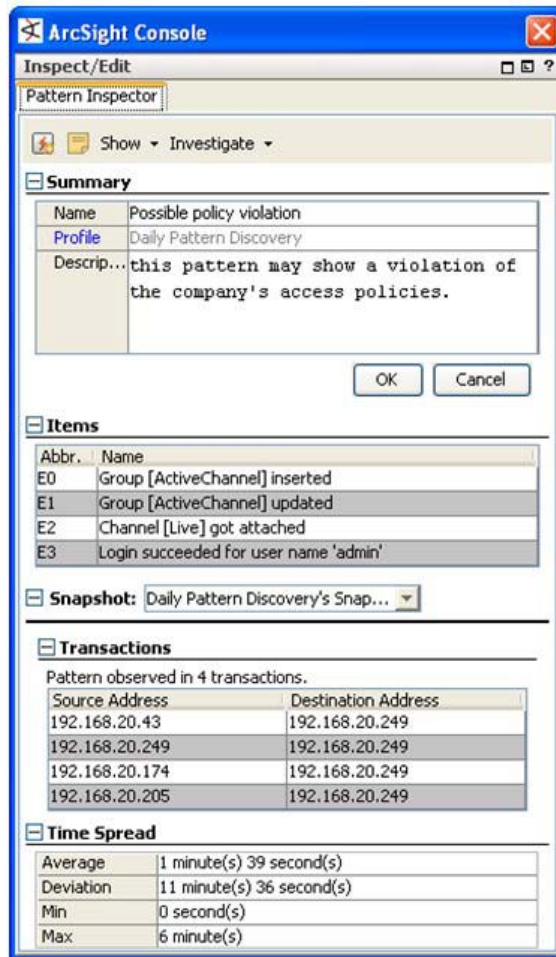 ArcSight Console
Inspect/Edit
Pattern Inspector
Show Investigate
Summary
Name Possible policy violation
Profile Daily Pattern Discovery
Descrip... this pattern may show a violation of
the company's access policies.
OK Cancel
Items
Abbr. Name
E0 Group [ActiveChannel] inserted
E1 Group [ActiveChannel] updated
E2 Channel [Live] got attached
E3 Login succeeded for user name 'admin'
Snapshot: Daily Pattern Discovery's Snap...
Transactions
Pattern observed in 4 transactions.
Source Address Destination Address
192.168.20.43 192.168.20.249
192.168.20.249 192.168.20.249
192.168.20.174 192.168.20.249
192.168.20.205 192.168.20.249
Time Spread
Average 1 minute(s) 39 second(s)
Deviation 11 minute(s) 36 second(s)
Min 0 second(s)
Max 6 minute(s)